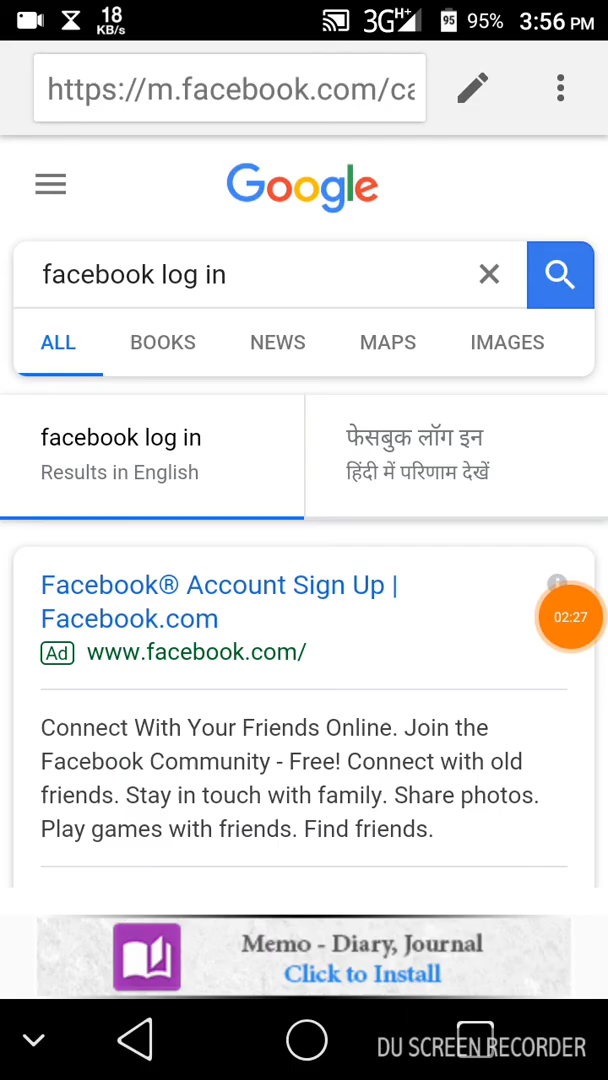 18
KB/s
3G H+
95
95%
3:56 PM
https://m.facebook.com/ca
Google
facebook log in
ALL
BOOKS
NEWS
MAPS
IMAGES
facebook log in
Results in English
फेसबुक लॉग इन
हिंदी में परिणाम देखें
Facebook® Account Sign Up |
Facebook.com
Ad www.facebook.com/
02:27
Connect With Your Friends Online. Join the
Facebook Community - Free! Connect with old
friends. Stay in touch with family. Share photos.
Play games with friends. Find friends.
Memo - Diary, Journal
Click to Install
DU SCREEN RECORDER